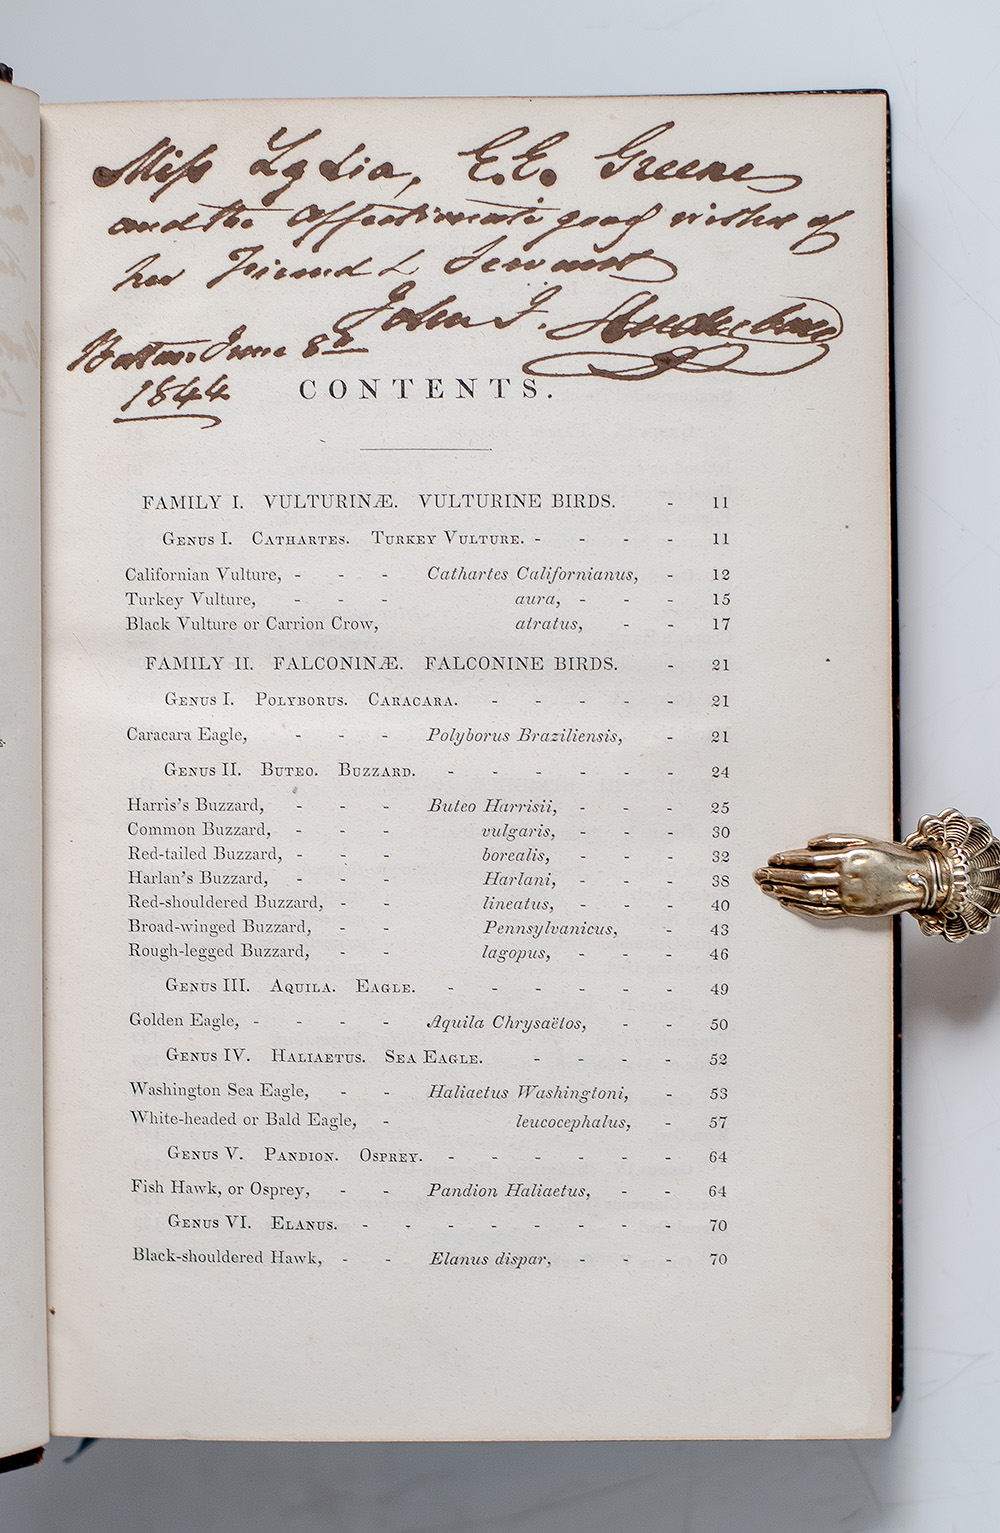 Miss Lydia, E.E. Greene
and the affectionate good wishes of
her Friend & Servant
John J. Audubon
Boston June 8th
1844
CONTENTS.
FAMILY I. VULTURINÆ. VULTURINE BIRDS. - 11
GENUS I. CATHARTES. TURKEY VULTURE. - - - - 11
Californian Vulture, - - - Cathartes Californianus, - 12
Turkey Vulture, - - - aura, - - - 15
Black Vulture or Carrion Crow, atratus, - - 17
FAMILY II. FALCONINÆ. FALCONINE BIRDS. - 21
GENUS I. POLYBORUS. CARACARA. - - - - - 21
Caracara Eagle, - - - Polyborus Braziliensis, - 21
GENUS II. BUTEO. BUZZARD. - - - - - - 24
Harris's Buzzard, - - - Buteo Harrisii, - - - 25
Common Buzzard, - - - vulgaris, - - - 30
Red-tailed Buzzard, - - - borealis, - - - 32
Harlan's Buzzard, - - - Harlani, - - - 38
Red-shouldered Buzzard, - - lineatus, - - - 40
Broad-winged Buzzard, - - Pennsylvanicus, - 43
Rough-legged Buzzard, - - lagopus, - - - 46
GENUS III. AQUILA. EAGLE. - - - - - - 49
Golden Eagle, - - - - Aquila Chrysaëtos, - - 50
GENUS IV. HALIAETUS. SEA EAGLE. - - - - 52
Washington Sea Eagle, - - Haliaetus Washingtoni, - 53
White-headed or Bald Eagle, - leucocephalus, - 57
GENUS V. PANDION. OSPREY. - - - - - - 64
Fish Hawk, or Osprey, - - Pandion Haliaetus, - - 64
GENUS VI. ELANUS. - - - - - - - - 70
Black-shouldered Hawk, - - Elanus dispar, - - - 70